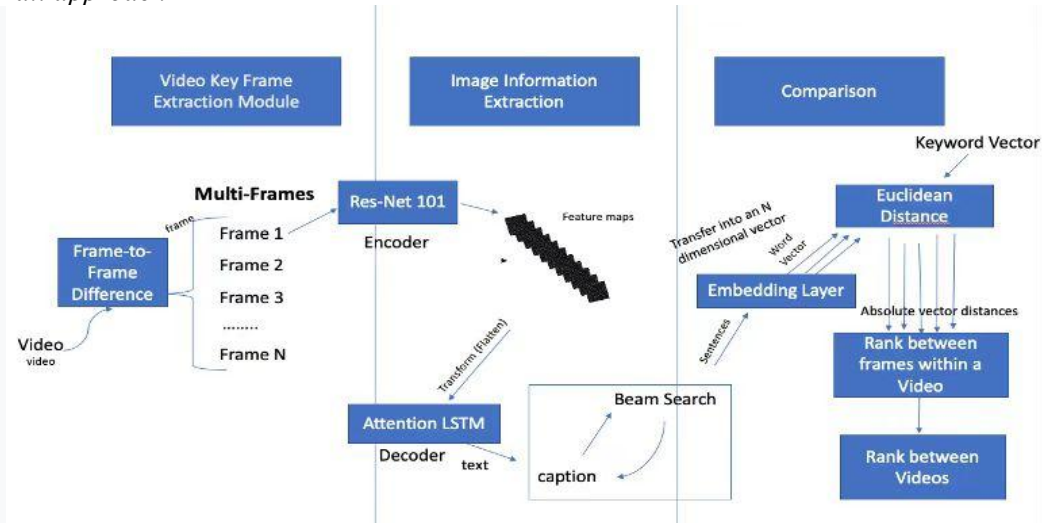 Video Key Frame
Extraction Module
Image Information
Extraction
Comparison
Keyword Vector
Multi-Frames
frame
Frame 1
Frame 2
Frame 3
........
Frame N
Frame-to-
Frame
Difference
Video
video
Res-Net 101
Encoder
Feature maps
Transform (Flatten)
Attention LSTM
Decoder
text
Beam Search
caption
Sentences
Embedding Layer
Transfer into an N
dimensional vector
Word
Vector
Euclidean
Distance
Absolute vector distances
Rank between
frames within a
Video
Rank between
Videos